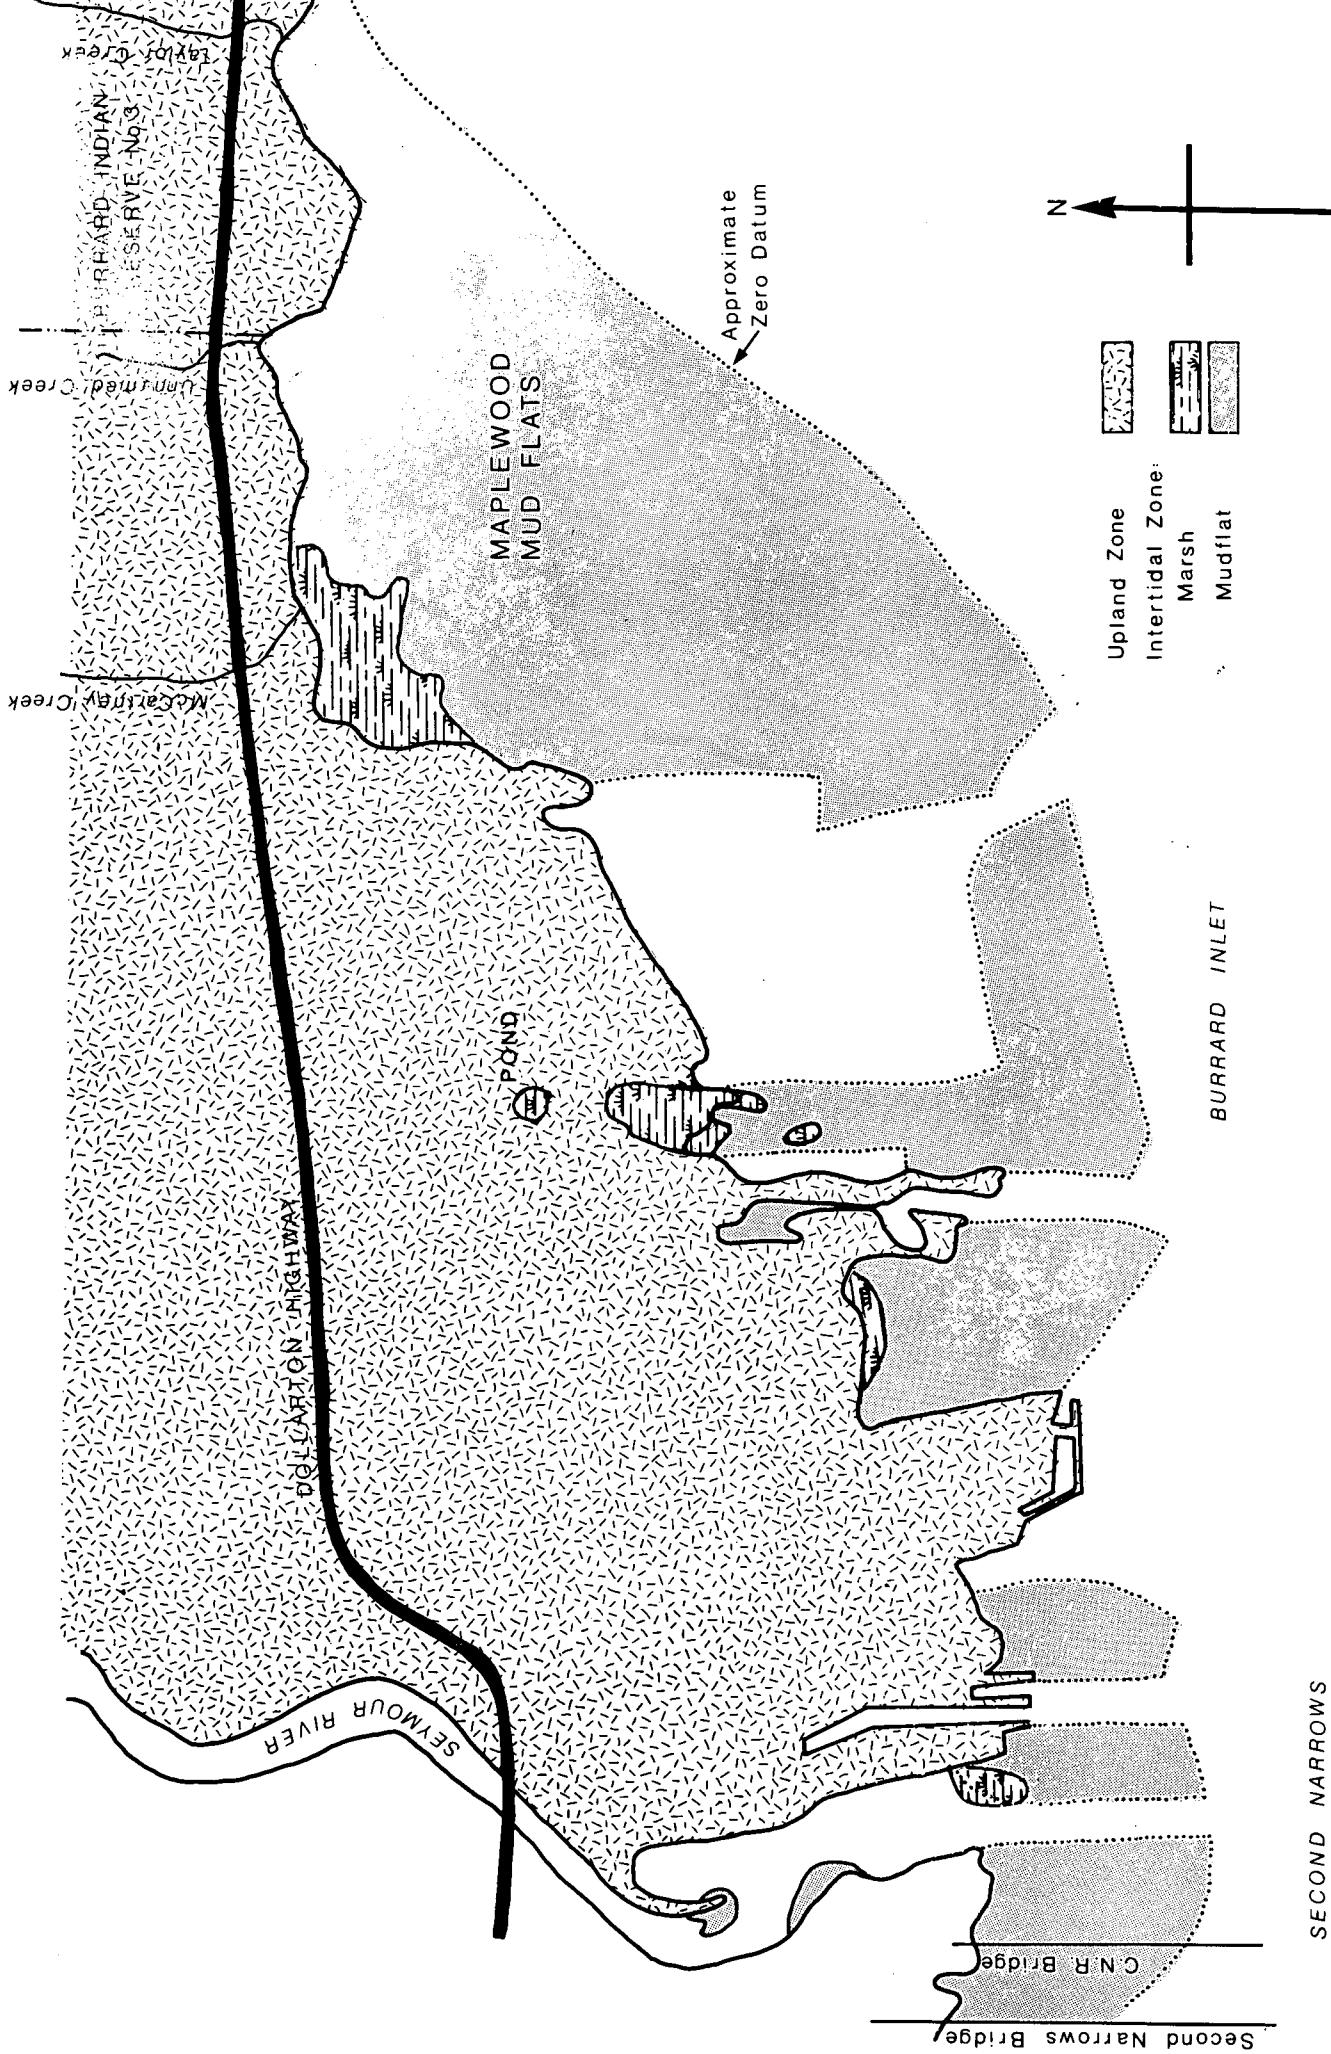 Taylor Creek
BURRARD INDIAN
RESERVE No.3
Unnamed Creek
McCartney Creek
MAPLEWOOD
MUD FLATS
Approximate
Zero Datum
N
DOLLARTON HIGHWAY
POND
SEYMOUR RIVER
Upland Zone
Intertidal Zone:
Marsh
Mudflat
BURRARD INLET
SECOND NARROWS
C.N.R. Bridge
Second Narrows Bridge